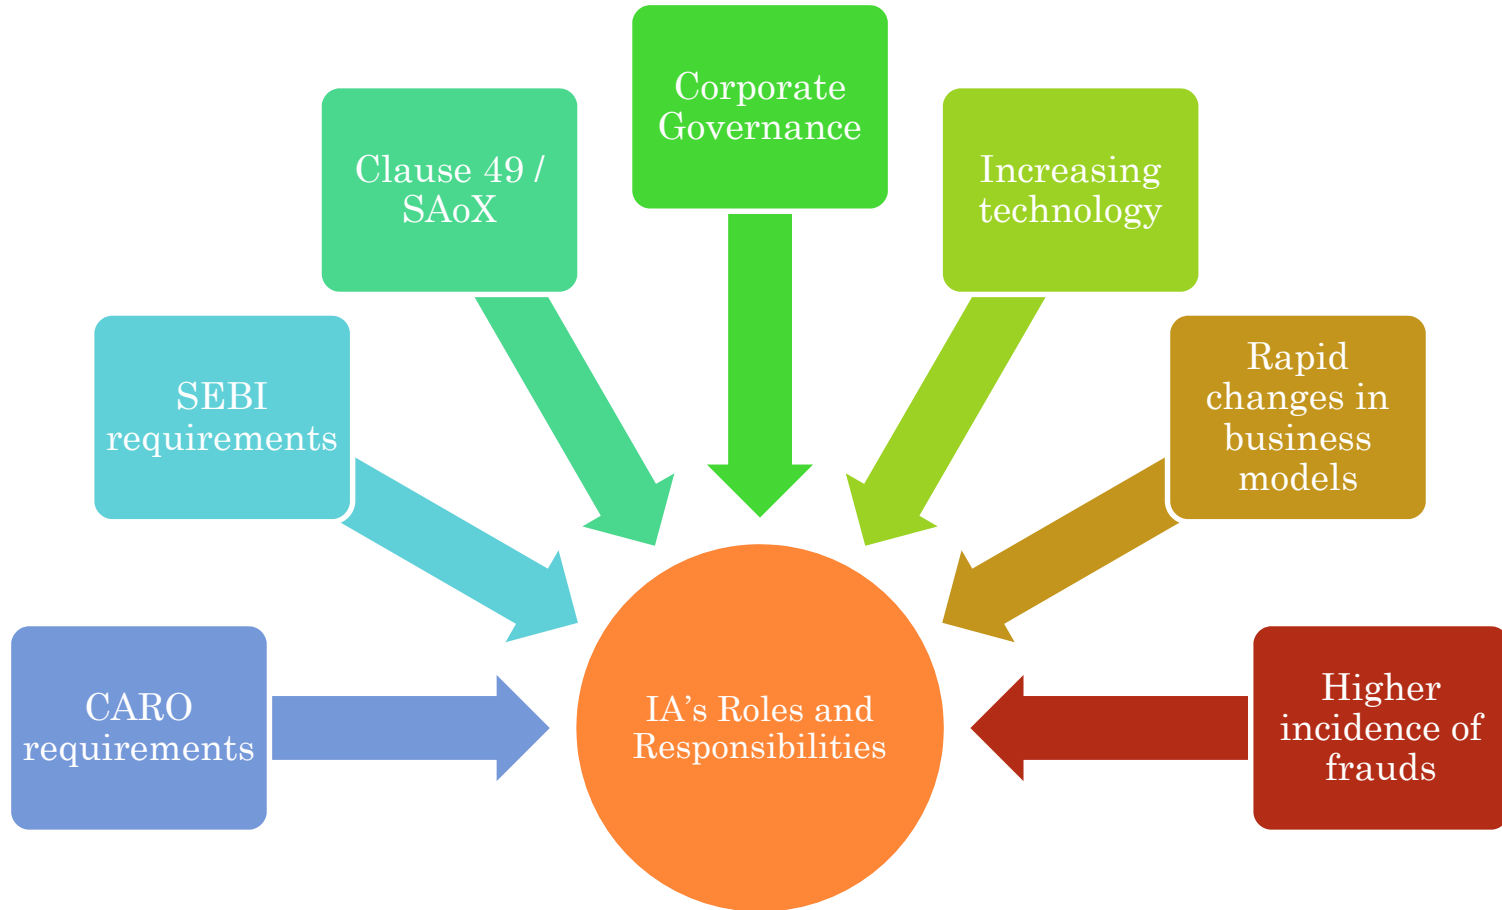 Corporate
Governance
Clause 49 /
SAoX
Increasing
technology
SEBI
requirements
Rapid
changes in
business
models
CARO
requirements
IA’s Roles and
Responsibilities
Higher
incidence of
frauds